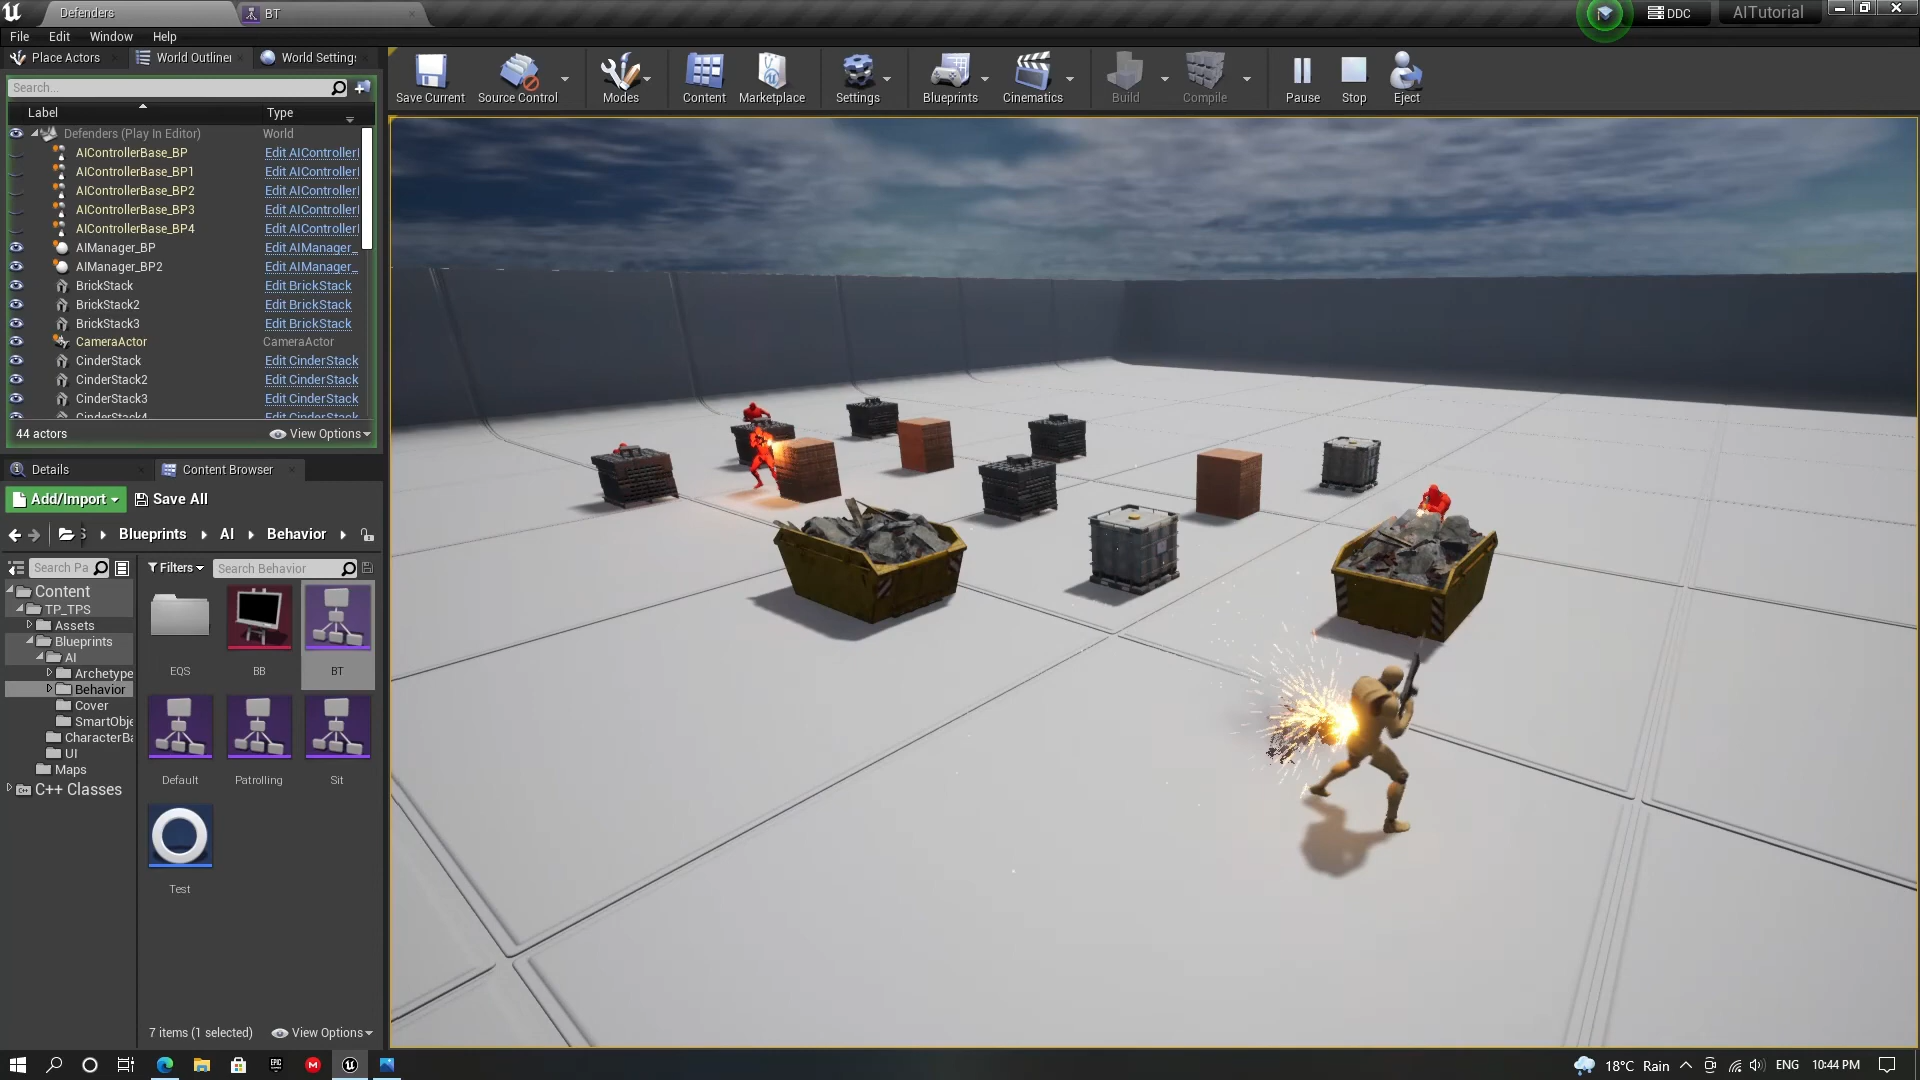 Defenders
BT
DDC
AITutorial
File Edit Window Help
Place Actors
World Outliner
World Settings
Save Current
Source Control
Modes
Content
Marketplace
Settings
Blueprints
Cinematics
Build
Compile
Pause
Stop
Eject
Search...
Label Type
Defenders (Play In Editor) World
AIControllerBase_BP Edit AIController
AIControllerBase_BP1 Edit AIController
AIControllerBase_BP2 Edit AIController
AIControllerBase_BP3 Edit AIController
AIControllerBase_BP4 Edit AIController
AIManager_BP Edit AIManager_
AIManager_BP2 Edit AIManager_
BrickStack Edit BrickStack
BrickStack2 Edit BrickStack
BrickStack3 Edit BrickStack
CameraActor CameraActor
CinderStack Edit CinderStack
CinderStack2 Edit CinderStack
CinderStack3 Edit CinderStack
CinderStack4 Edit CinderStack
44 actors View Options
Details
Content Browser
Add/Import Save All
Blueprints AI Behavior
Search Pa
Filters
Search Behavior
Content
TP_TPS
Assets
Blueprints
AI
Archetype
Behavior
Cover
SmartObje
CharacterBa
UI
Maps
C++ Classes
EQS
BB
BT
Default
Patrolling
Sit
Test
7 items (1 selected) View Options
EPIC
M
18°C Rain ENG 10:44 PM